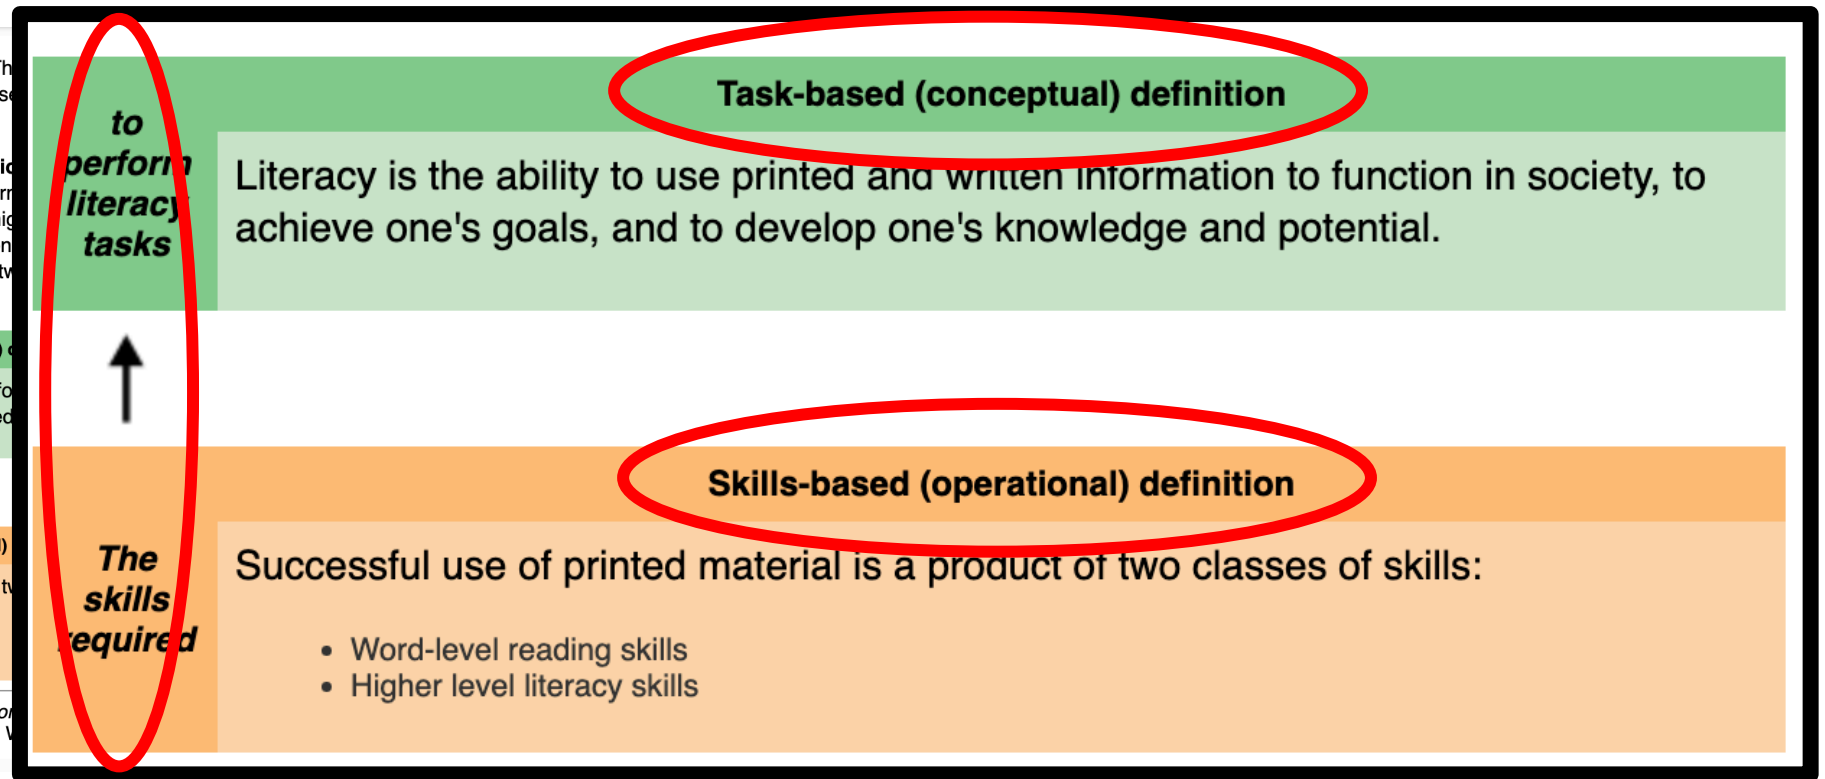 Task-based (conceptual) definition
to
perform
literacy
tasks
Literacy is the ability to use printed and written information to function in society, to
achieve one's goals, and to develop one's knowledge and potential.
Skills-based (operational) definition
The
skills
required
Successful use of printed material is a product of two classes of skills:
• Word-level reading skills
• Higher level literacy skills